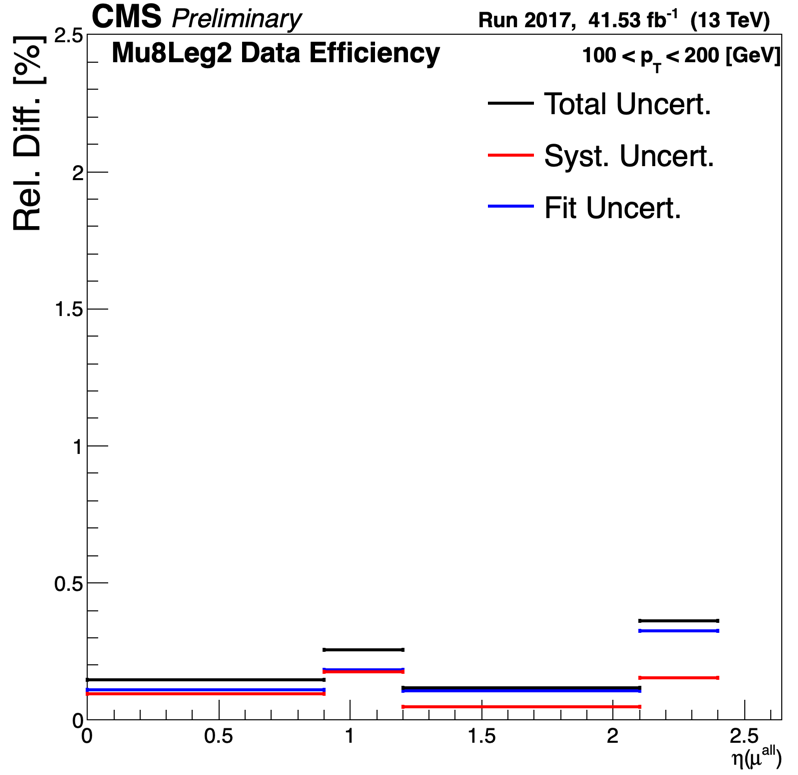 CMS Preliminary Run 2017, 41.53 fb⁻¹ (13 TeV)
Mu8Leg2 Data Efficiency 100 < p_T < 200 [GeV]
Total Uncert.
Syst. Uncert.
Fit Uncert.
Rel. Diff. [%]
2.5
2
1.5
1
0.5
0
0 0.5 1 1.5 2 2.5
η(μ^all)